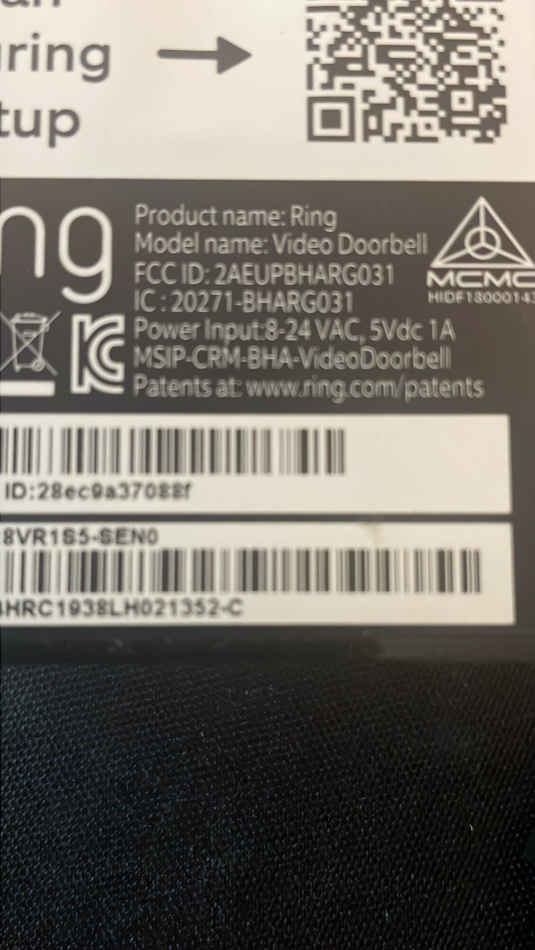 uring
tup
ng
Product name: Ring
Model name: Video Doorbell
FCC ID: 2AEUPBHARG031
IC : 20271-BHARG031
Power Input:8-24 VAC, 5Vdc 1A
MSIP-CRM-BHA-VideoDoorbell
Patents at: www.ring.com/patents
MCMC
HIDF1800014
ID:28ec9a37088f
8VR1S5-SEN0
HRC1938LH021352-C